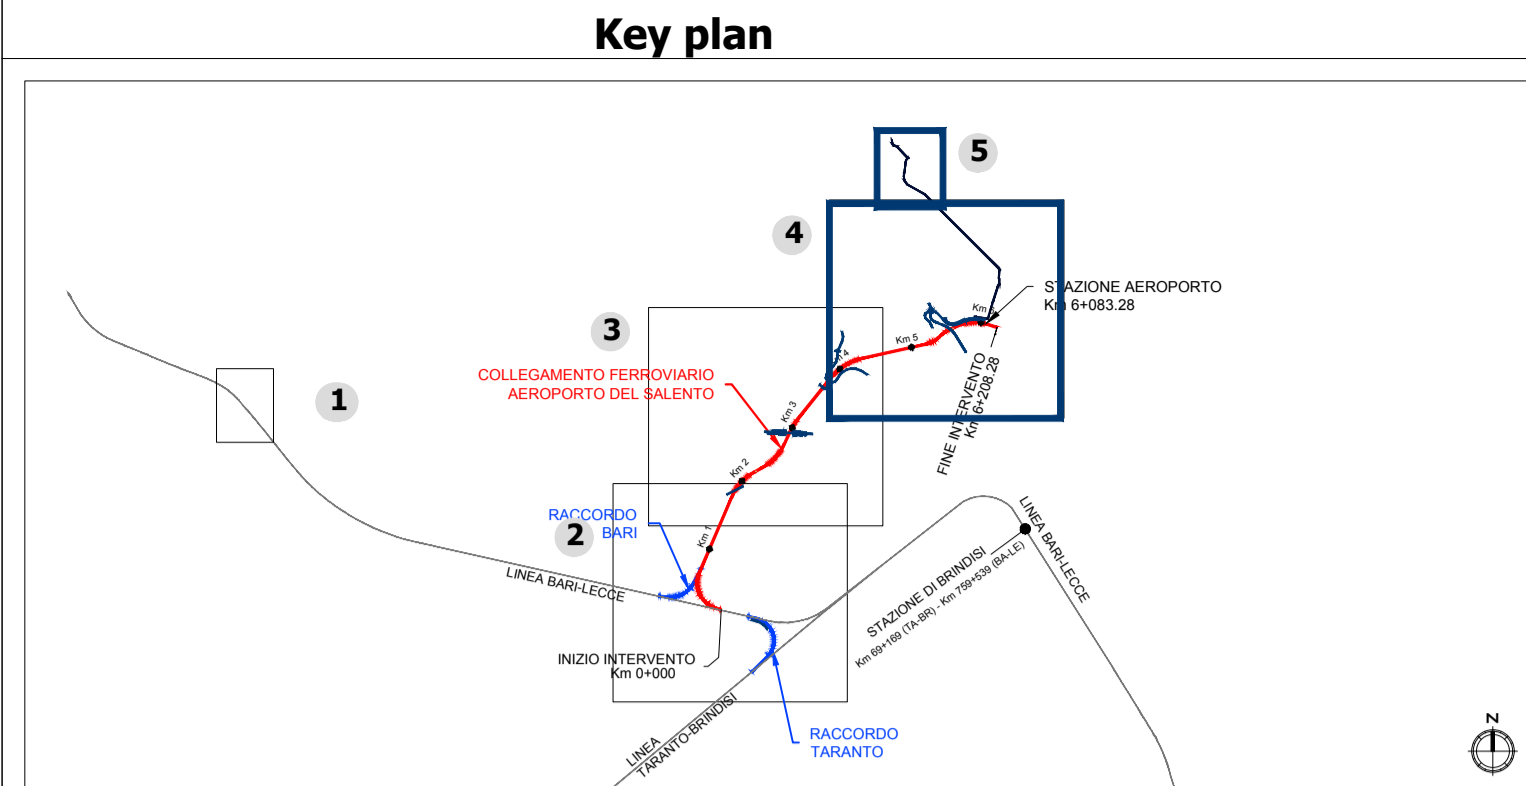 Key plan
5
4
STAZIONE AEROPORTO
Km 6+083.28
Km
3
Km 5
COLLEGAMENTO FERROVIARIO
AEROPORTO DEL SALENTO
4
FINE INTERVENTO
Km 6+208.28
1
Km 3
Km 2
RACCORDO
BARI
2
Km 1
LINEA BARI-LECCE
LINEA BARI-LECCE
STAZIONE DI BRINDISI
Km 69+169 (TA-BR) - Km 759+539 (BA-LE)
INIZIO INTERVENTO
Km 0+000
LINEA
TARANTO-BRINDISI
RACCORDO
TARANTO
N